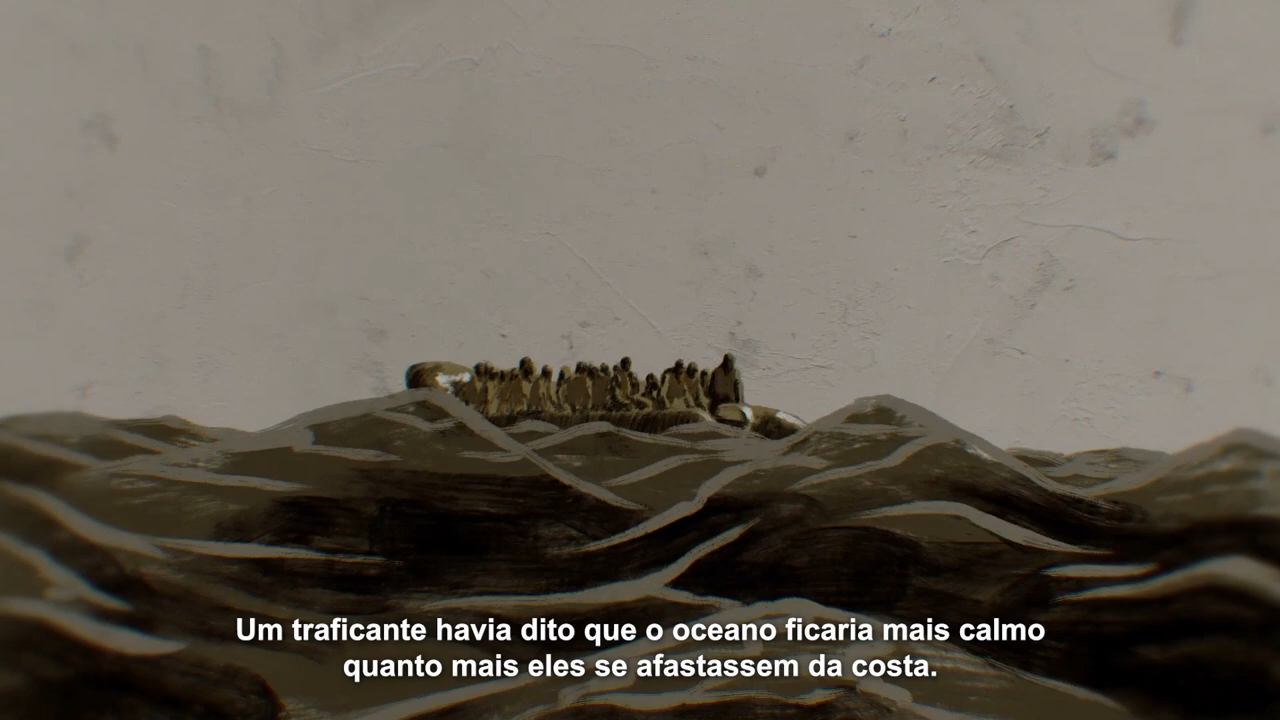 Um traficante havia dito que o oceano ficaria mais calmo
quanto mais eles se afastassem da costa.